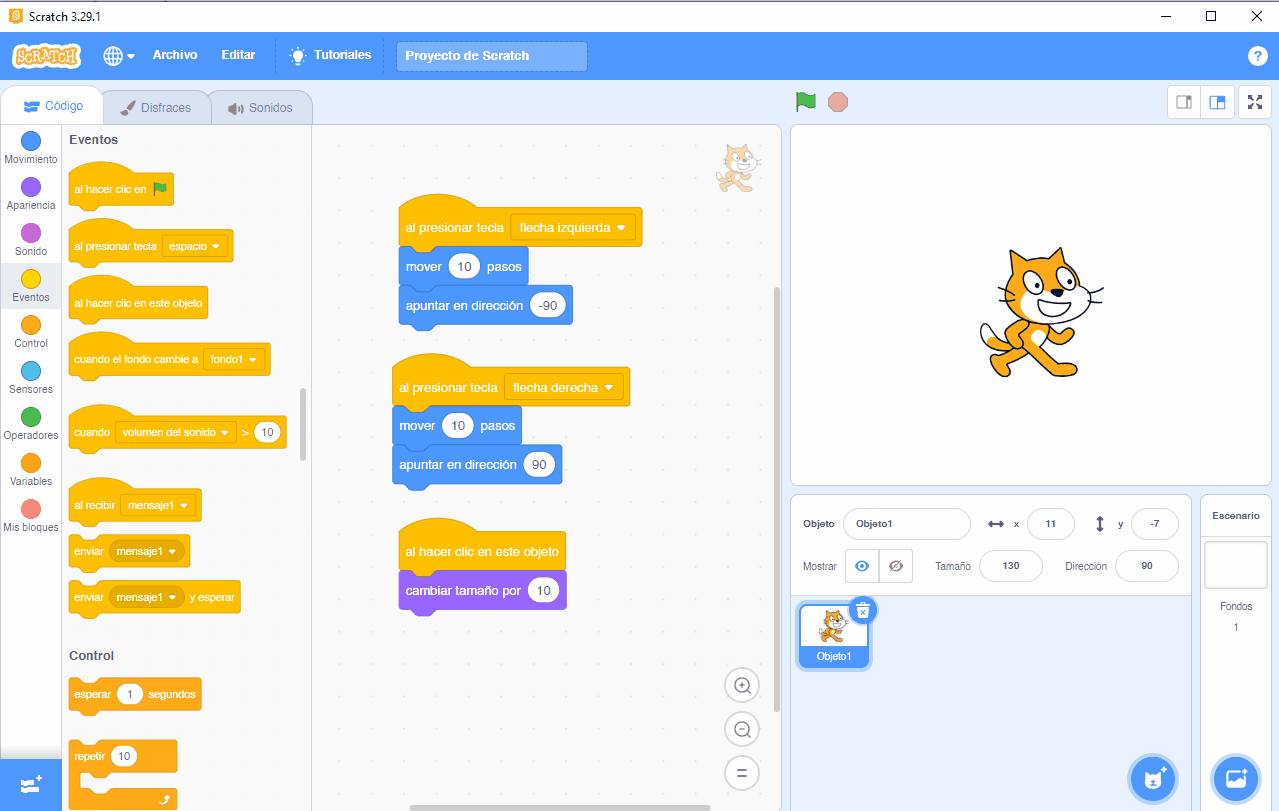 Scratch 3.29.1
SCRATCH
Archivo
Editar
Tutoriales
Proyecto de Scratch
?
Código
Disfraces
Sonidos
Movimiento
Apariencia
Sonido
Eventos
Control
Sensores
Operadores
Variables
Mis bloques
Eventos
al hacer clic en
al presionar tecla espacio
al hacer clic en este objeto
cuando el fondo cambie a fondo1
cuando volumen del sonido > 10
al recibir mensaje1
enviar mensaje1
enviar mensaje1 y esperar
Control
esperar 1 segundos
repetir 10
al presionar tecla flecha izquierda
mover 10 pasos
apuntar en dirección -90
al presionar tecla flecha derecha
mover 10 pasos
apuntar en dirección 90
al hacer clic en este objeto
cambiar tamaño por 10
Objeto Objeto1 x 11 y -7
Mostrar Tamaño 130 Dirección 90
Objeto1
Escenario
Fondos
1